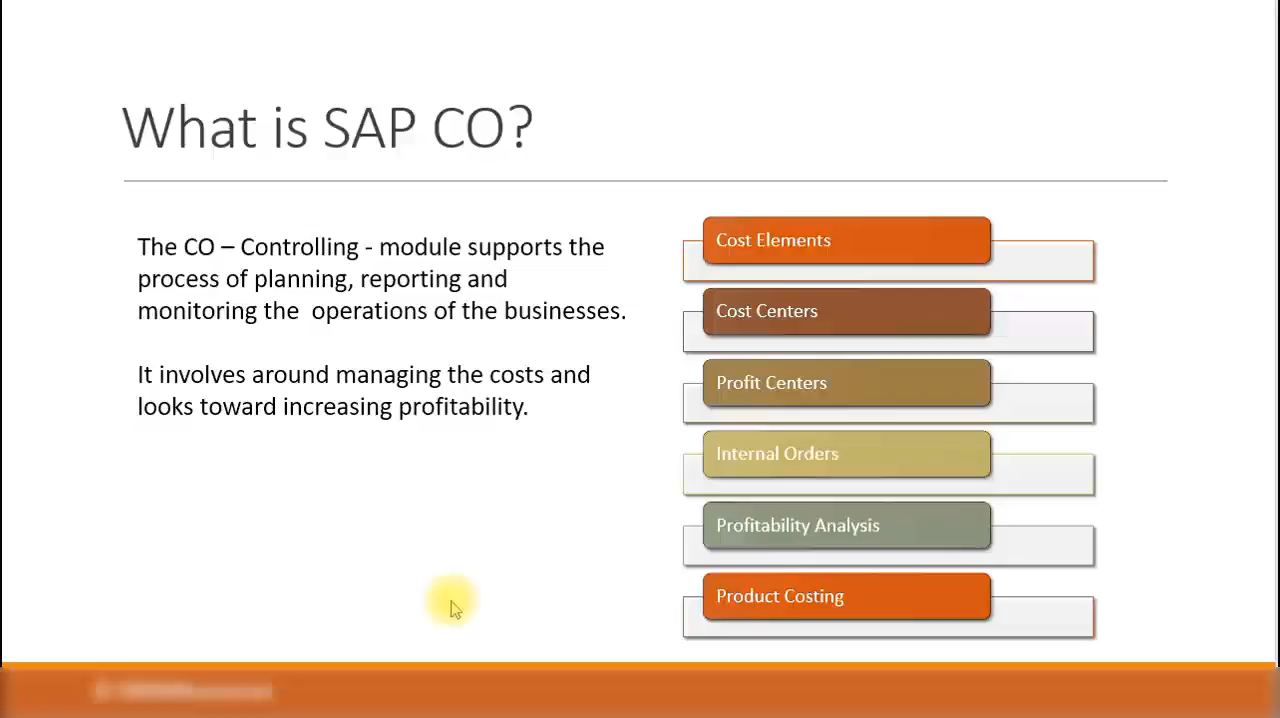 What is SAP CO?
The CO – Controlling - module supports the
process of planning, reporting and
monitoring the  operations of the businesses.
It involves around managing the costs and
looks toward increasing profitability.
Cost Elements
Cost Centers
Profit Centers
Internal Orders
Profitability Analysis
Product Costing